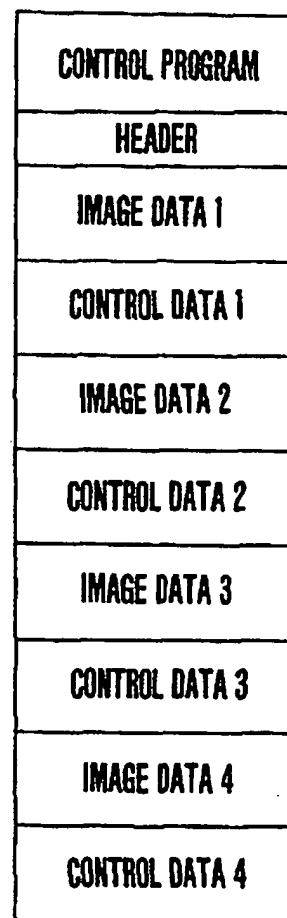 CONTROL PROGRAM
HEADER
IMAGE DATA 1
CONTROL DATA 1
IMAGE DATA 2
CONTROL DATA 2
IMAGE DATA 3
CONTROL DATA 3
IMAGE DATA 4
CONTROL DATA 4